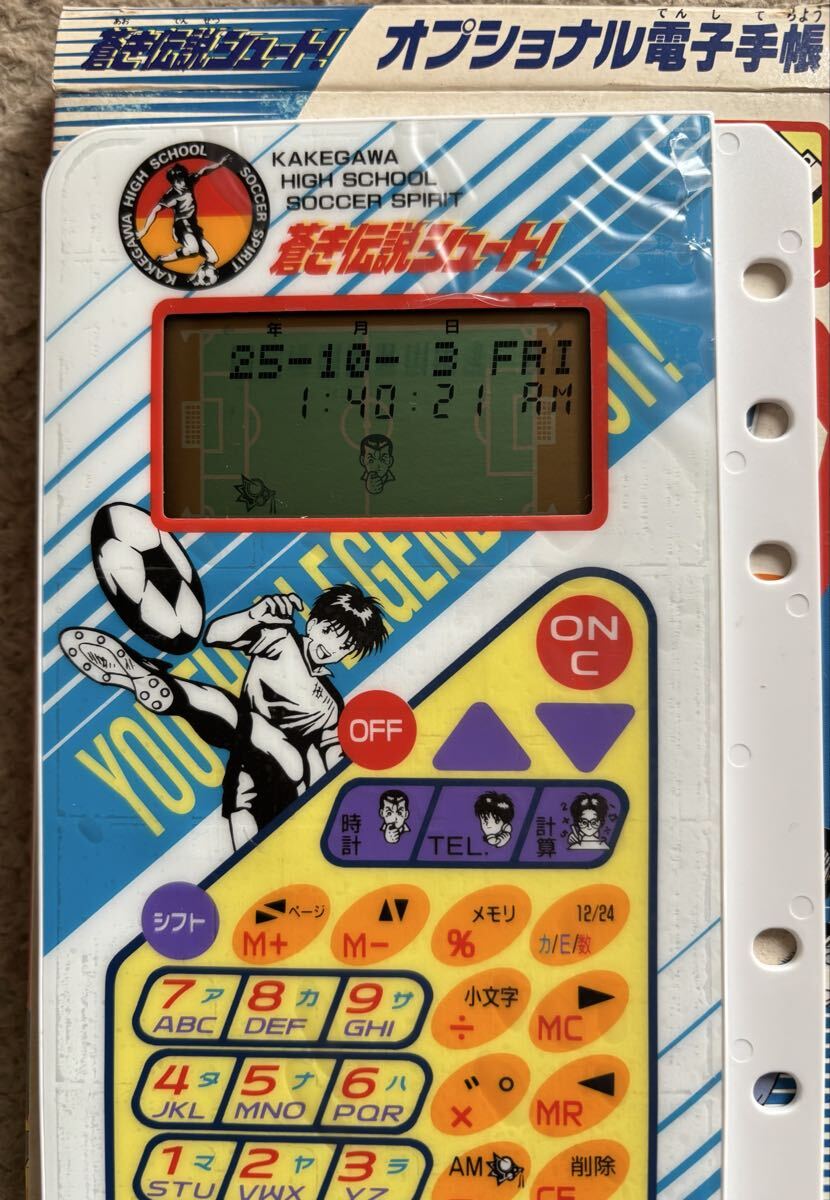 あお でんせつ
蒼き伝説シュート!
でんしてちょう
オプショナル電子手帳
KAKEGAWA HIGH SCHOOL SOCCER SPIRIT
KAKEGAWA
HIGH SCHOOL
SOCCER SPIRIT
蒼き伝説シュート!
年 月 日
25-10- 3 FRI
1:40:21 AM
ON
C
OFF
時計
TEL.
計算
シフト
ページ
M+
M-
メモリ
%
12/24
カ/E/数
7 ア
ABC
8 カ
DEF
9 サ
GHI
小文字
÷
MC
4 タ
JKL
5 ナ
MNO
6 ハ
PQR
゛ ゜
×
MR
1 マ
STU
2 ヤ
VWX
3 ラ
YZ
AM
削除
CE